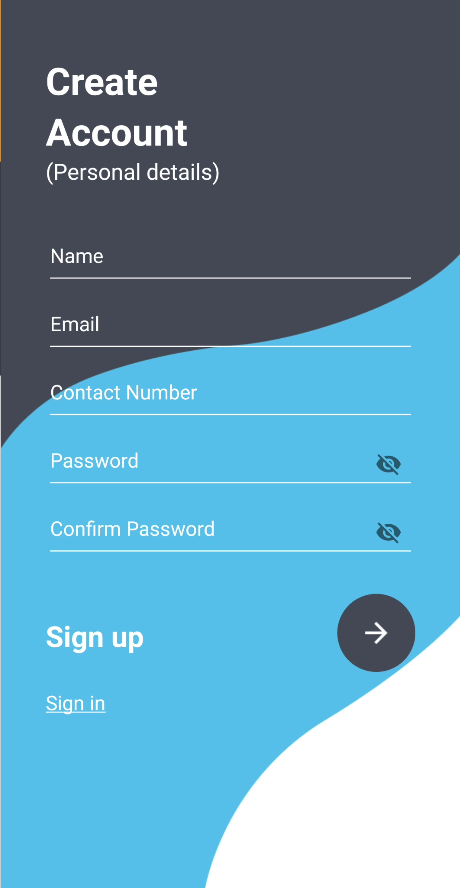 Create
Account
(Personal details)
Name
Email
Contact Number
Password
Confirm Password
Sign up
Sign in